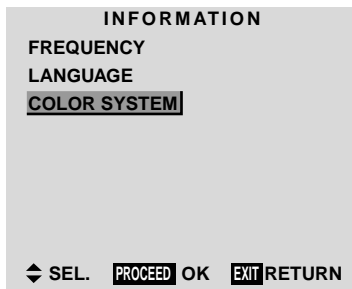 INFORMATION
FREQUENCY
LANGUAGE
COLOR SYSTEM
SEL. PROCEED OK EXIT RETURN